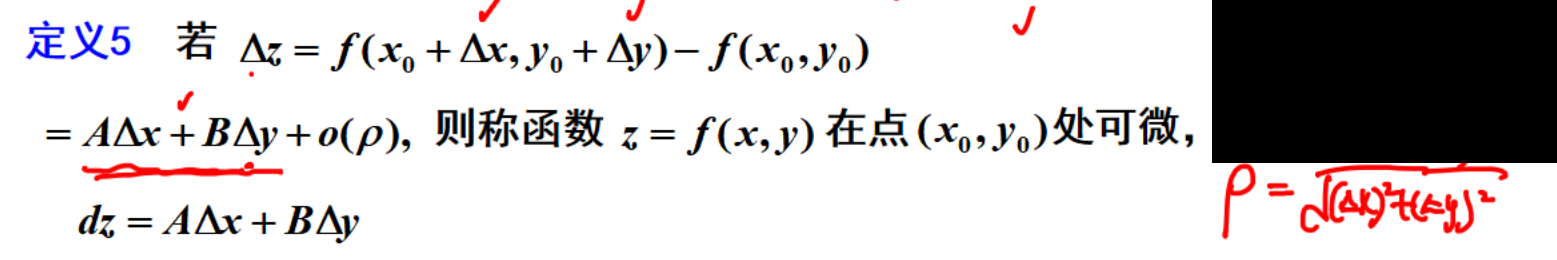 定义5 若 Δz = f(x₀ + Δx, y₀ + Δy) − f(x₀, y₀)
= AΔx + BΔy + o(ρ), 则称函数 z = f(x, y) 在点(x₀, y₀)处可微,
ρ = √((Δx)²+(Δy)²)
dz = AΔx + BΔy